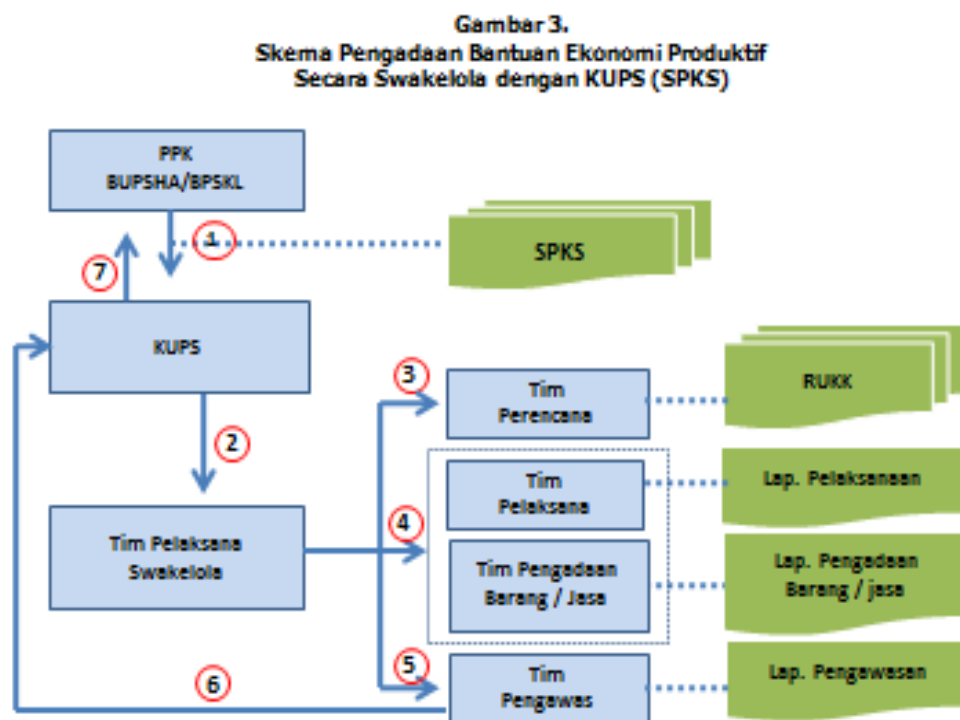 Gambar 3.
Skema Pengadaan Bantuan Ekonomi Produktif
Secara Swakelola dengan KUPS (SPKS)
PPK
BUPSHA/BPSKL
1
SPKS
7
KUPS
3
Tim
Perencana
RUKK
2
Tim
Pelaksana
Lap. Pelaksanaan
4
Tim Pelaksana
Swakelola
Tim Pengadaan
Barang / Jasa
Lap. Pengadaan
Barang / jasa
5
6
Tim
Pengawas
Lap. Pengawasan